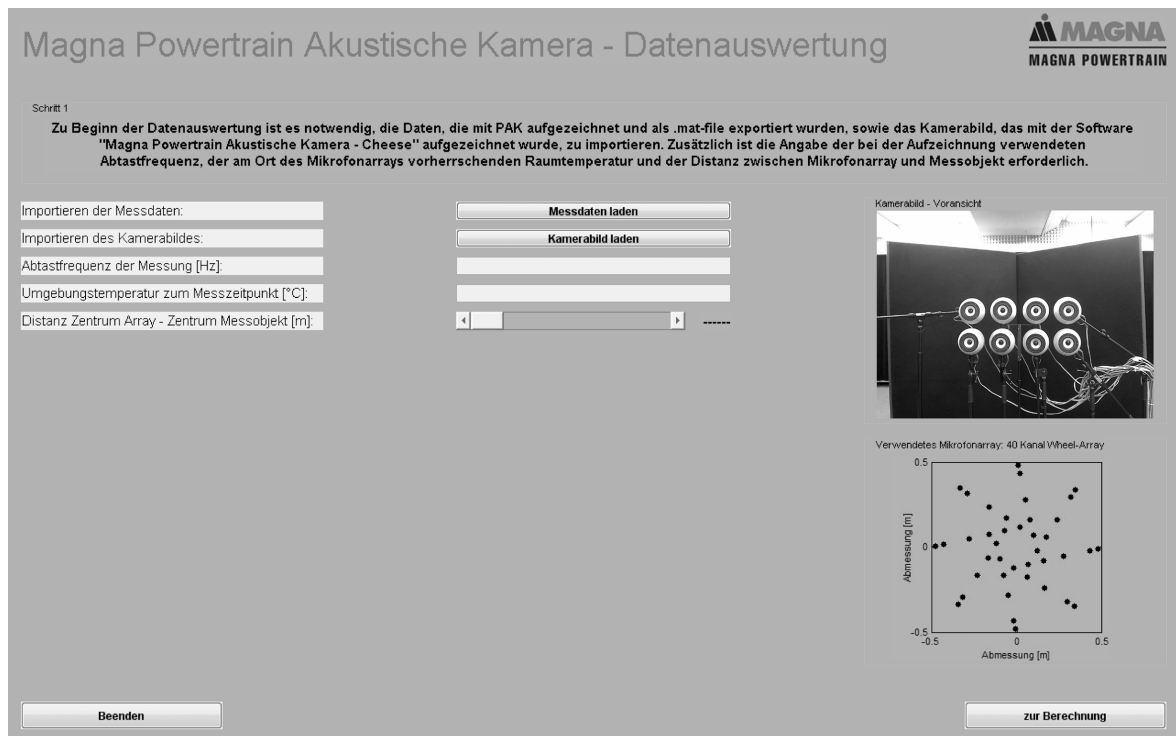 Magna Powertrain Akustische Kamera - Datenauswertung
MAGNA
MAGNA POWERTRAIN
Schritt 1
Zu Beginn der Datenauswertung ist es notwendig, die Daten, die mit PAK aufgezeichnet und als .mat-file exportiert wurden, sowie das Kamerabild, das mit der Software
"Magna Powertrain Akustische Kamera - Cheese" aufgezeichnet wurde, zu importieren. Zusätzlich ist die Angabe der bei der Aufzeichnung verwendeten
Abtastfrequenz, der am Ort des Mikrofonarrays vorherrschenden Raumtemperatur und der Distanz zwischen Mikrofonarray und Messobjekt erforderlich.
Importieren der Messdaten:
Messdaten laden
Importieren des Kamerabildes:
Kamerabild laden
Abtastfrequenz der Messung [Hz]:
Umgebungstemperatur zum Messzeitpunkt [°C]:
Distanz Zentrum Array - Zentrum Messobjekt [m]:
------
Kamerabild - Voransicht
Verwendetes Mikrofonarray: 40 Kanal Wheel-Array
0.5
0
-0.5
Abmessung [m]
-0.5
0
0.5
Abmessung [m]
Beenden
zur Berechnung